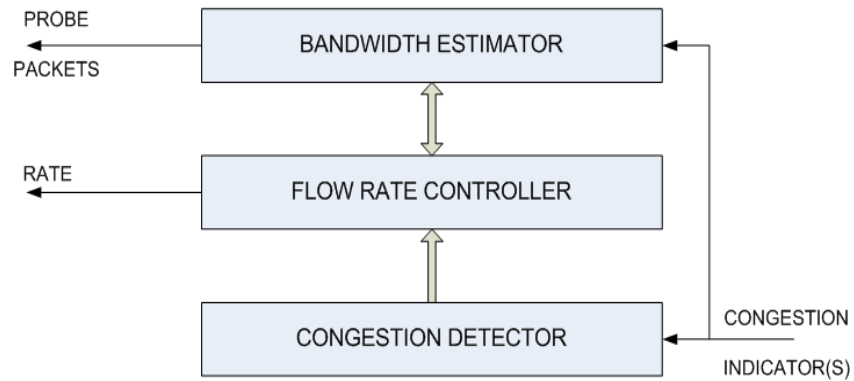 PROBE
PACKETS
BANDWIDTH ESTIMATOR
RATE
FLOW RATE CONTROLLER
CONGESTION DETECTOR
CONGESTION
INDICATOR(S)